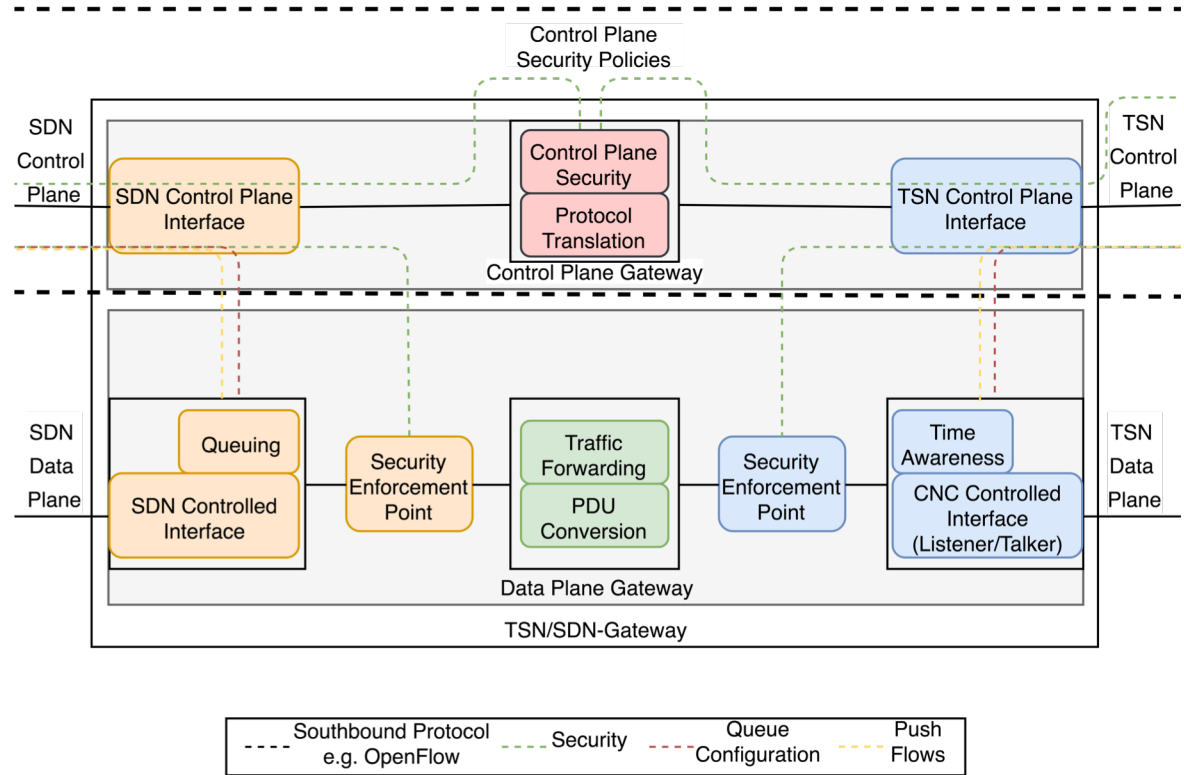 Control Plane
Security Policies
SDN
Control
Plane
TSN
Control
Plane
Control Plane
Security
SDN Control Plane
Interface
Protocol
Translation
TSN Control Plane
Interface
Control Plane Gateway
SDN
Data
Plane
Queuing
SDN Controlled
Interface
Security
Enforcement
Point
Traffic
Forwarding
PDU
Conversion
Security
Enforcement
Point
Time
Awareness
CNC Controlled
Interface
(Listener/Talker)
TSN
Data
Plane
Data Plane Gateway
TSN/SDN-Gateway
Southbound Protocol
e.g. OpenFlow
Security
Queue
Configuration
Push
Flows